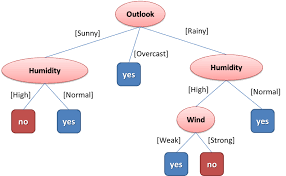 Outlook
[Sunny] [Rainy]
[Overcast]
Humidity yes Humidity
[High] [Normal] [High] [Normal]
no yes Wind yes
[Weak] [Strong]
yes no